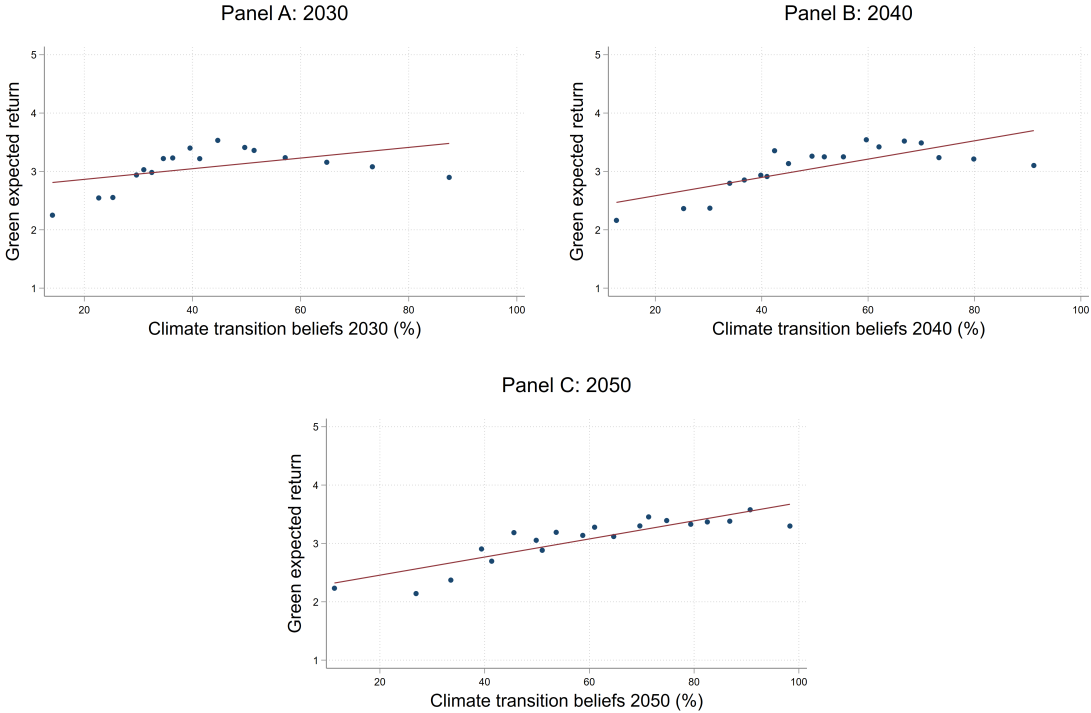 Panel A: 2030
Green expected return
5
4
3
2
1
20 40 60 80 100
Climate transition beliefs 2030 (%)
Panel B: 2040
Green expected return
5
4
3
2
1
20 40 60 80 100
Climate transition beliefs 2040 (%)
Panel C: 2050
Green expected return
5
4
3
2
1
20 40 60 80 100
Climate transition beliefs 2050 (%)